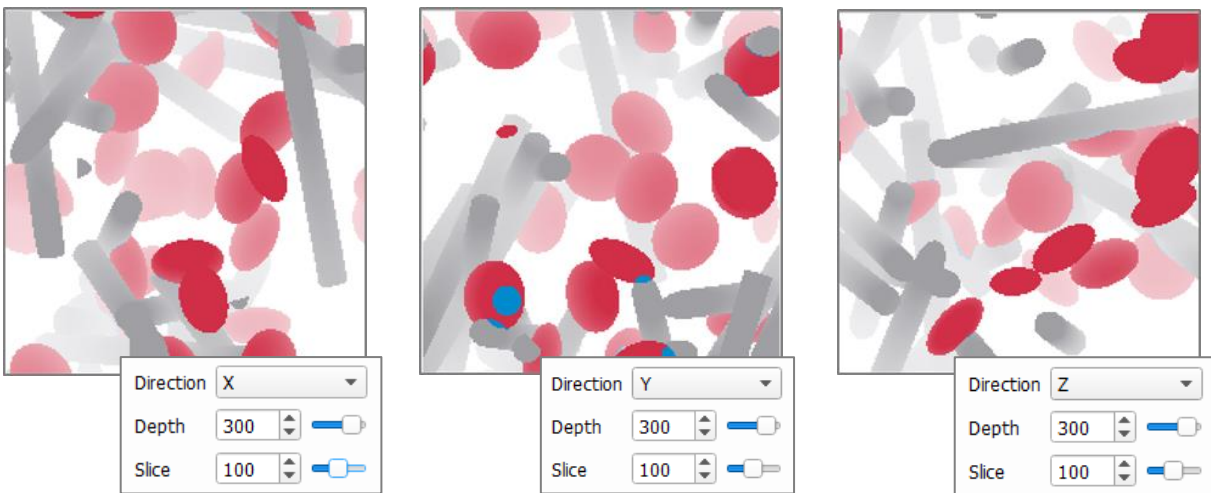 Direction X
Depth 300
Slice 100
Direction Y
Depth 300
Slice 100
Direction Z
Depth 300
Slice 100